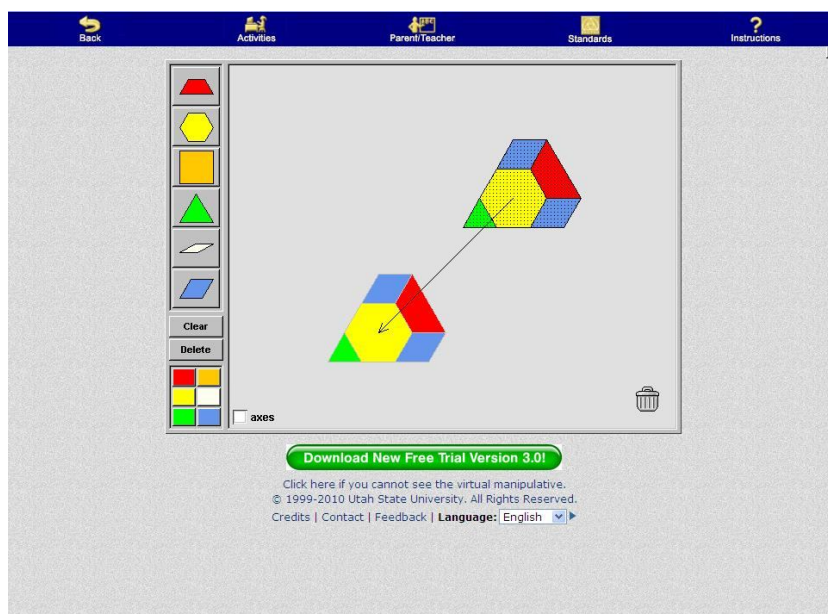 Back Activities Parent/Teacher Standards Instructions
ABC
Clear
Delete
axes
Download New Free Trial Version 3.0!
Click here if you cannot see the virtual manipulative.
© 1999-2010 Utah State University. All Rights Reserved.
Credits | Contact | Feedback | Language: English